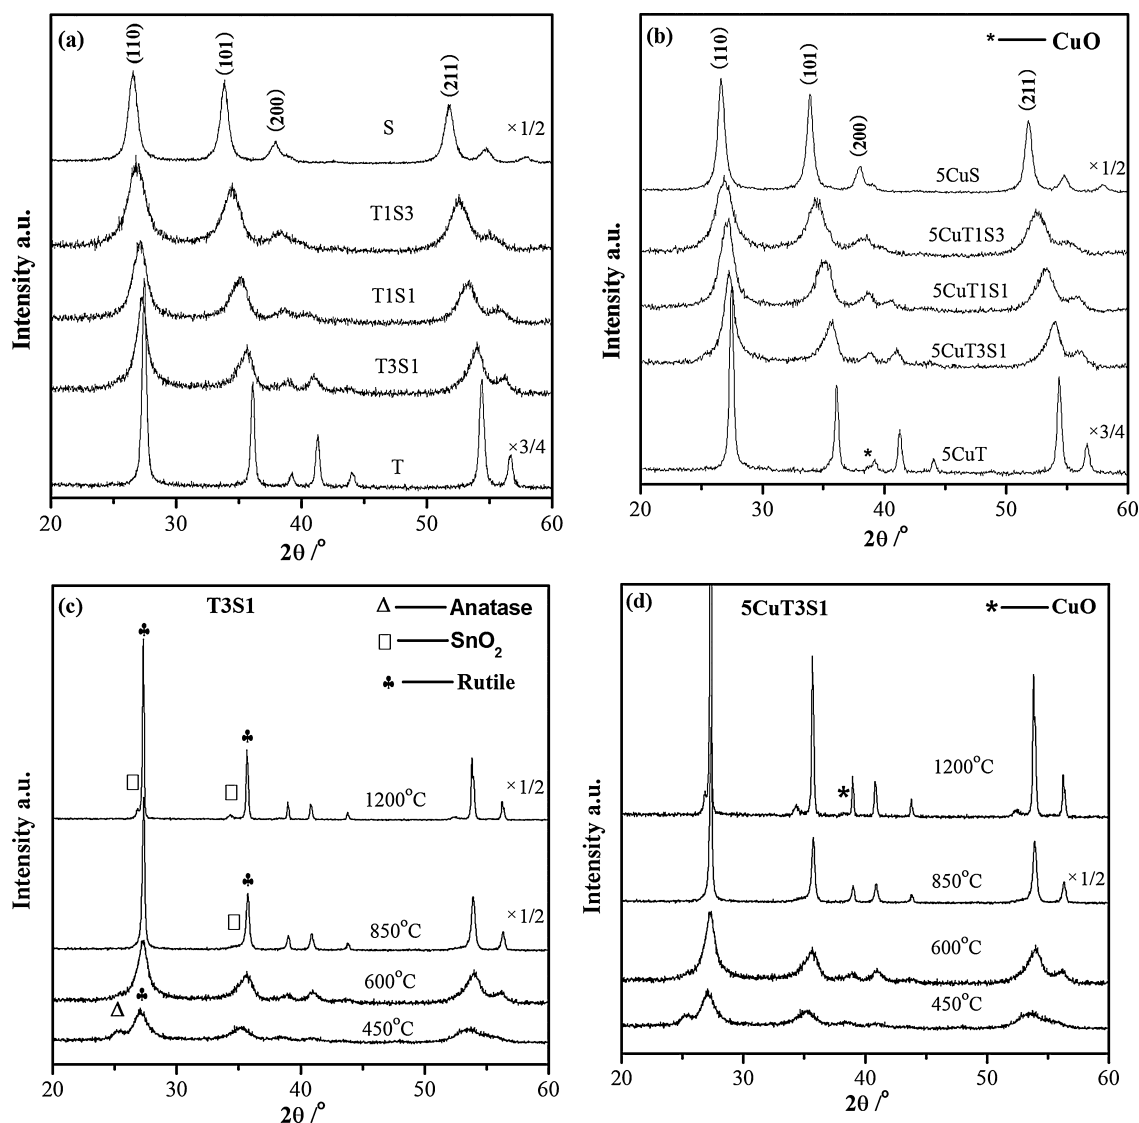 (a)
(110)
(101)
(200)
(211)
S
×1/2
T1S3
T1S1
T3S1
T
×3/4
Intensity a.u.
20 30 40 50 60
2θ /°
(b)
* CuO
(110)
(101)
(200)
(211)
5CuS
×1/2
5CuT1S3
5CuT1S1
5CuT3S1
*
5CuT
×3/4
Intensity a.u.
20 30 40 50 60
2θ /°
(c)
T3S1
Δ Anatase
□ SnO₂
♣ Rutile
♣
□
□
♣
1200°C
×1/2
□
♣
850°C
×1/2
600°C
Δ
♣
450°C
Intensity a.u.
20 30 40 50 60
2θ /°
(d)
5CuT3S1
* CuO
1200°C
*
850°C
×1/2
600°C
450°C
Intensity a.u.
20 30 40 50 60
2θ /°